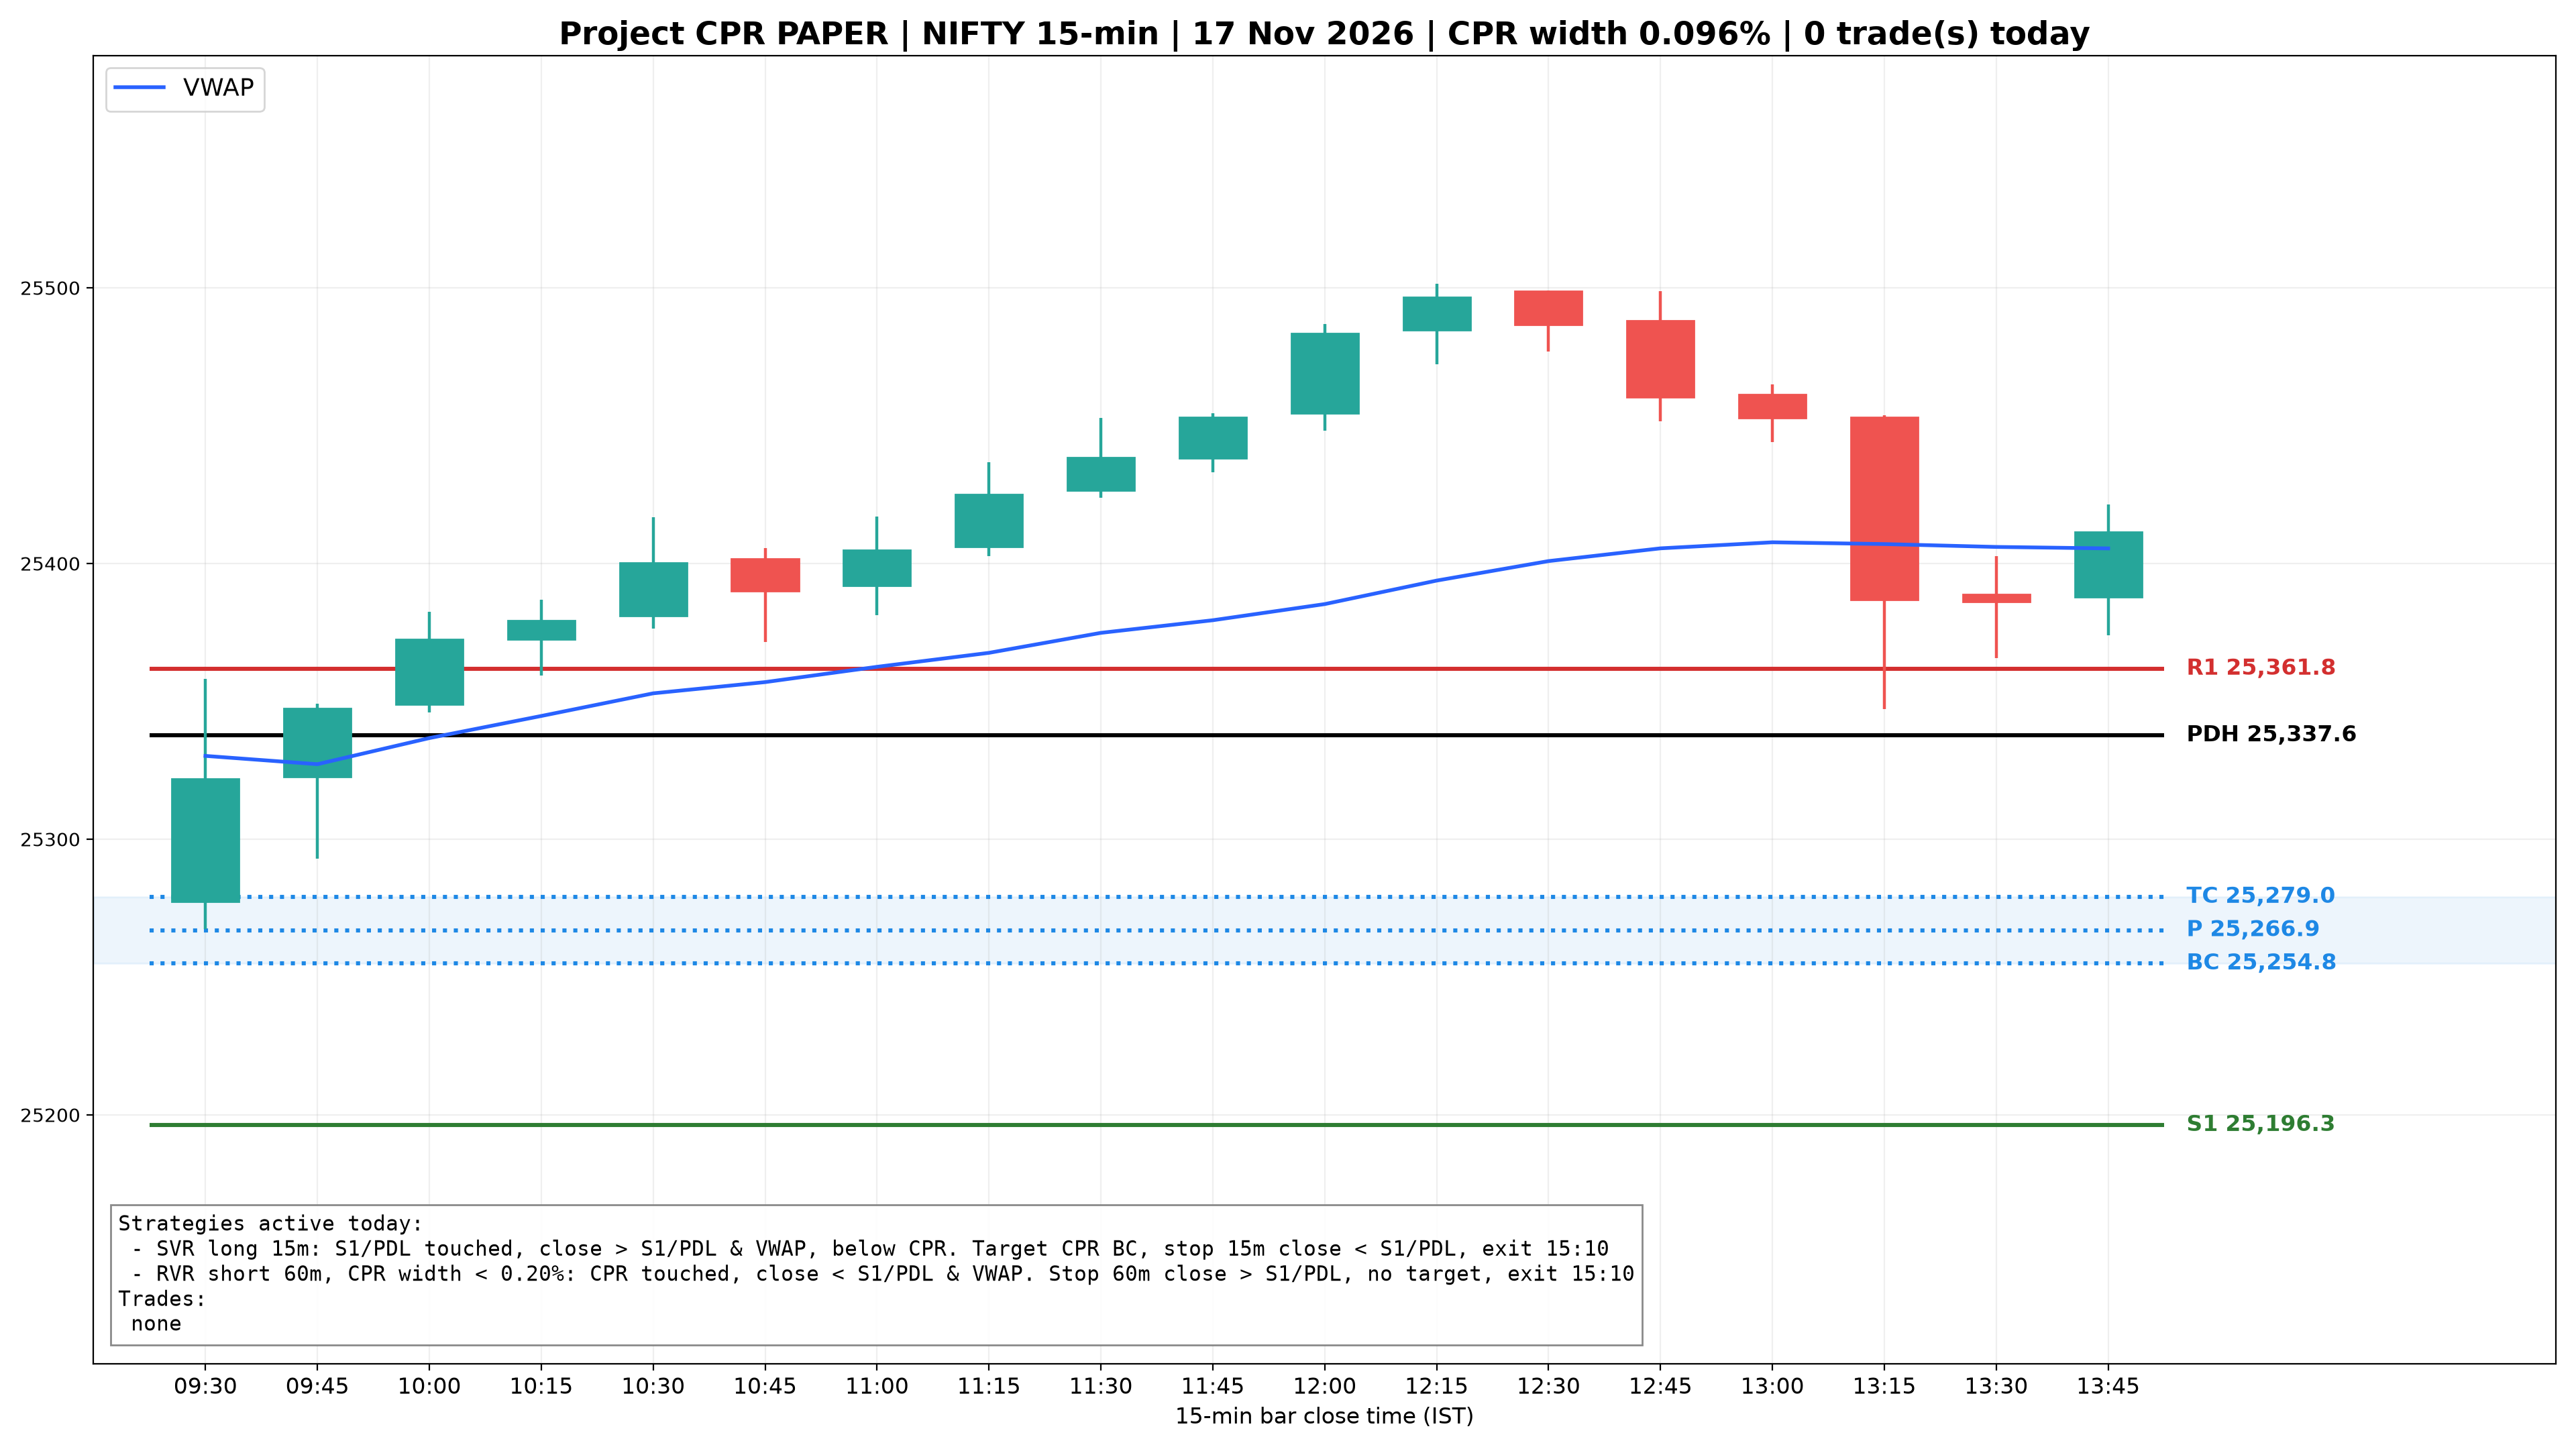 Project CPR PAPER | NIFTY 15-min | 17 Nov 2026 | CPR width 0.096% | 0 trade(s) today
VWAP
25500
25400
25300
25200
R1 25,361.8
PDH 25,337.6
TC 25,279.0
P 25,266.9
BC 25,254.8
S1 25,196.3
Strategies active today:
- SVR long 15m: S1/PDL touched, close > S1/PDL & VWAP, below CPR. Target CPR BC, stop 15m close < S1/PDL, exit 15:10
- RVR short 60m, CPR width < 0.20%: CPR touched, close < S1/PDL & VWAP. Stop 60m close > S1/PDL, no target, exit 15:10
Trades:
none
09:30 09:45 10:00 10:15 10:30 10:45 11:00 11:15 11:30 11:45 12:00 12:15 12:30 12:45 13:00 13:15 13:30 13:45
15-min bar close time (IST)